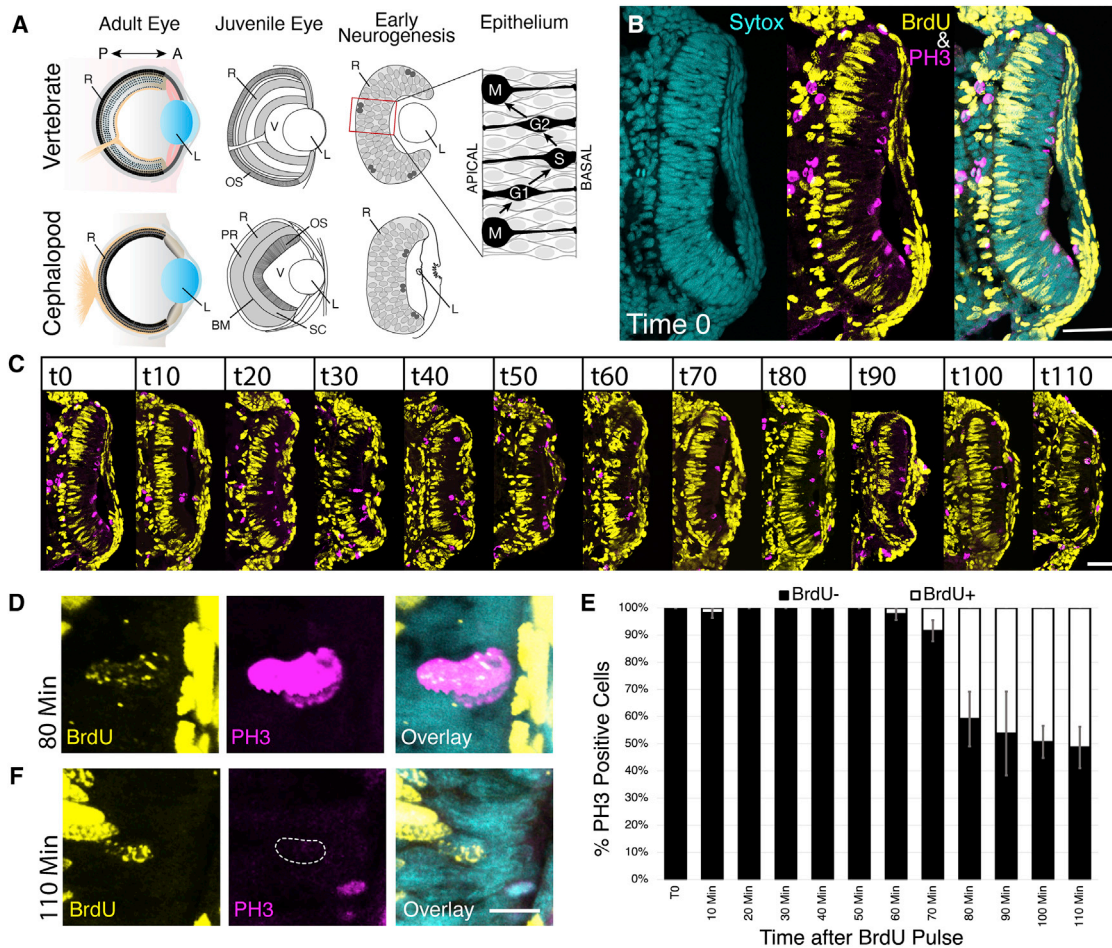 A
Adult Eye
Juvenile Eye
Early
Neurogenesis
Epithelium
P
A
Vertebrate
R
L
R
V
OS
L
R
L
APICAL
BASAL
M
G2
S
G1
M
Cephalopod
R
L
R
PR
OS
V
BM
SC
L
R
L
B
Sytox
BrdU
&
PH3
Time 0
C
t0
t10
t20
t30
t40
t50
t60
t70
t80
t90
t100
t110
D
80 Min
BrdU
PH3
Overlay
F
110 Min
BrdU
PH3
Overlay
E
BrdU-
BrdU+
% PH3 Positive Cells
100%
90%
80%
70%
60%
50%
40%
30%
20%
10%
0%
T0
10 Min
20 Min
30 Min
40 Min
50 Min
60 Min
70 Min
80 Min
90 Min
100 Min
110 Min
Time after BrdU Pulse